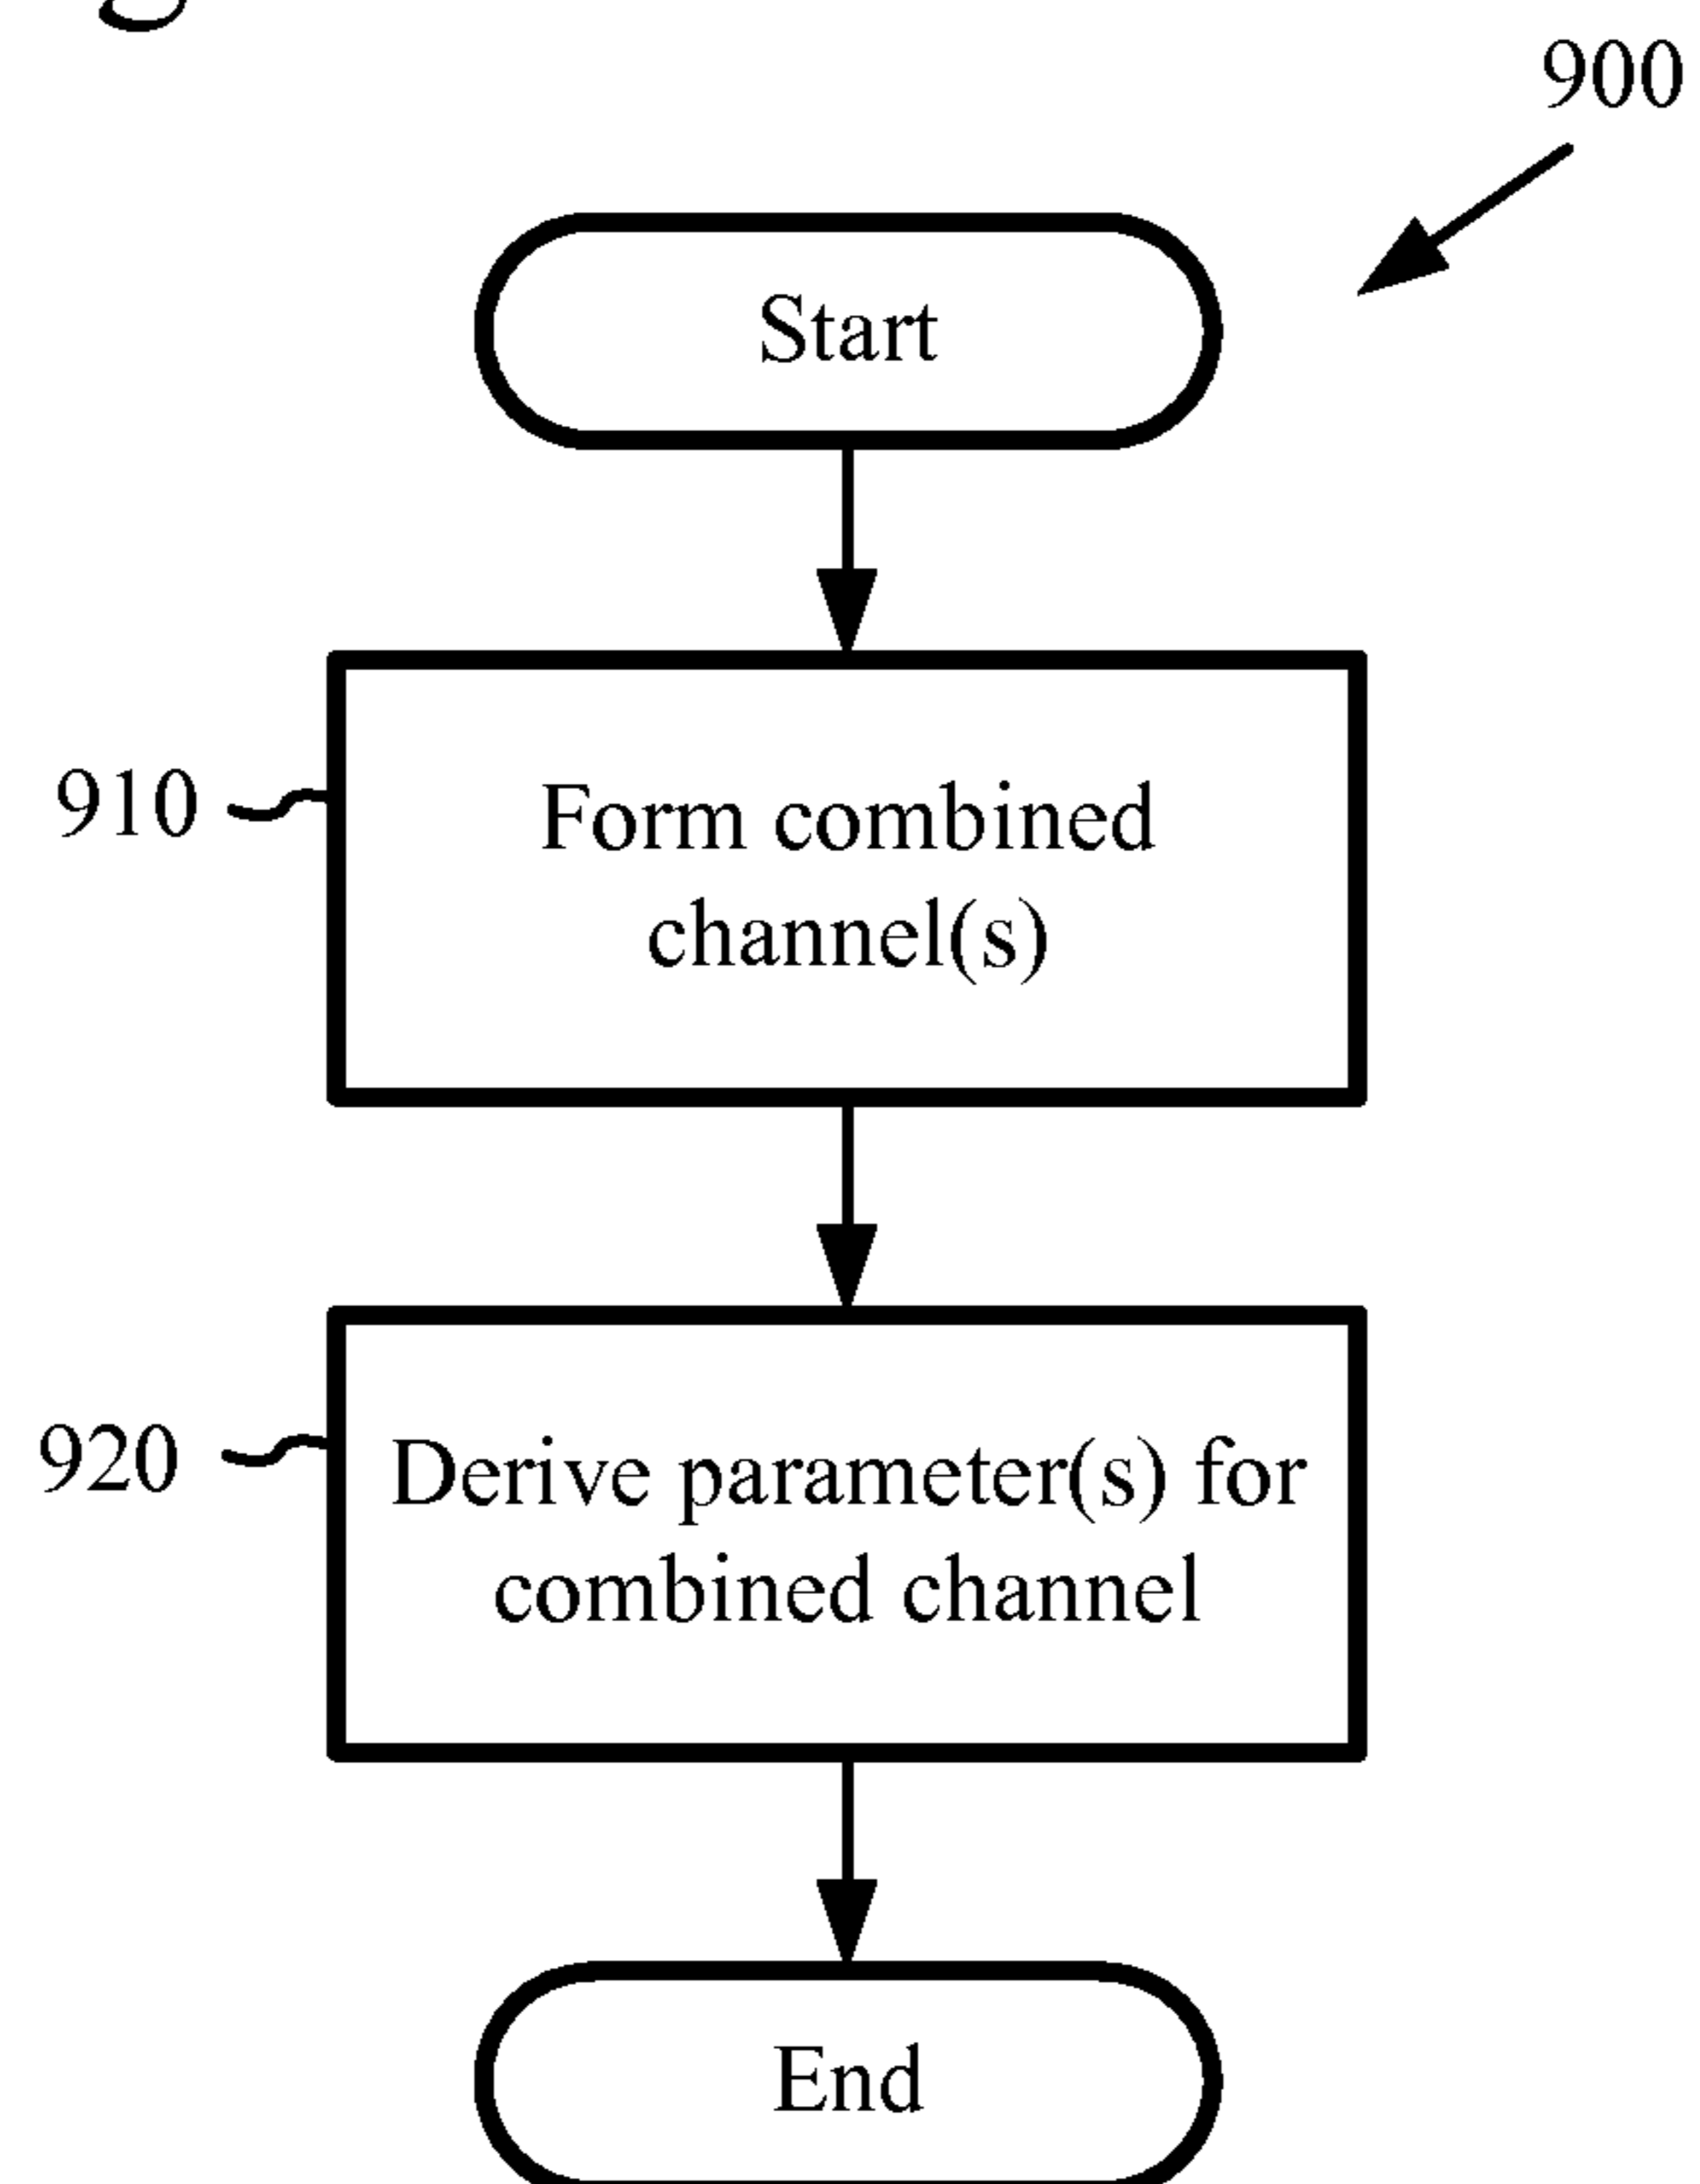 900
Start
910
Form combined
channel(s)
920
Derive parameter(s) for
combined channel
End